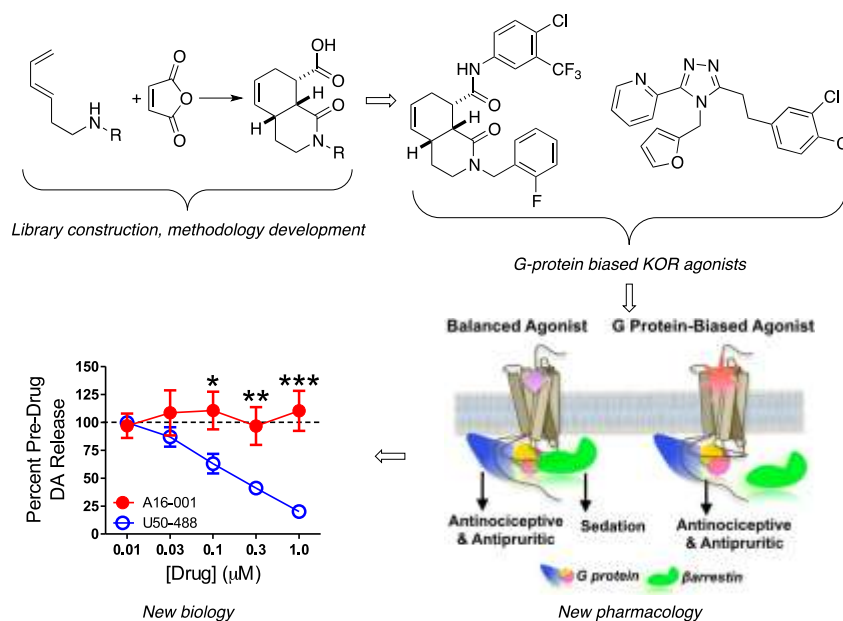 OH
O
H
H
O
N
R
O
O
O
N
H
R
+
Cl
CF3
N
H
O
H
H
O
N
F
N
N
N
N
O
Cl
Cl
Library construction, methodology development
G-protein biased KOR agonists
Balanced Agonist
G Protein-Biased Agonist
Antinociceptive
& Antipruritic
Sedation
Antinociceptive
& Antipruritic
G protein
βarrestin
New pharmacology
Percent Pre-Drug
DA Release
150
125
100
75
50
25
0
*
**
***
A16-001
U50-488
0.01
0.03
0.1
0.3
1.0
[Drug] (μM)
New biology